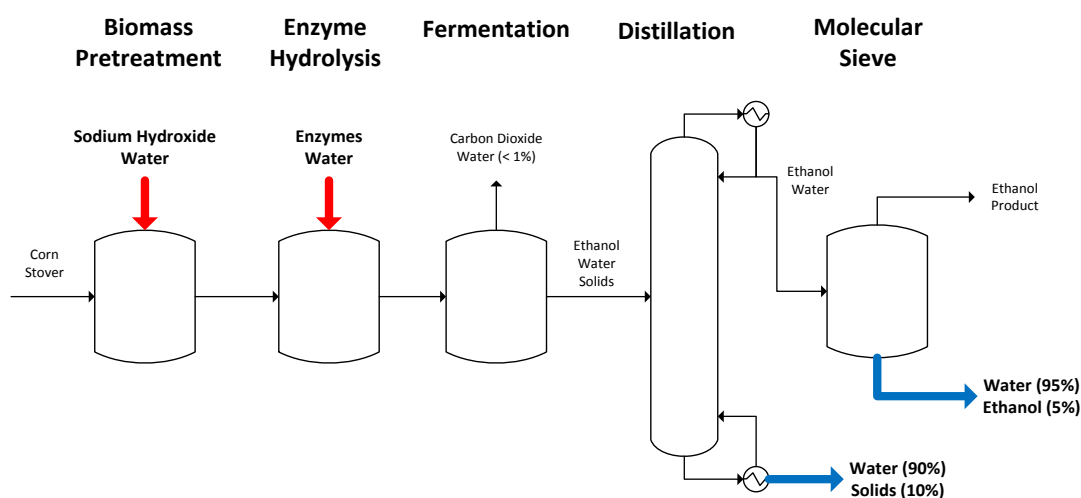 Biomass
Pretreatment
Enzyme
Hydrolysis
Fermentation
Distillation
Molecular
Sieve
Sodium Hydroxide
Water
Enzymes
Water
Carbon Dioxide
Water (< 1%)
Ethanol
Water
Ethanol
Product
Corn
Stover
Ethanol
Water
Solids
Water (95%)
Ethanol (5%)
Water (90%)
Solids (10%)